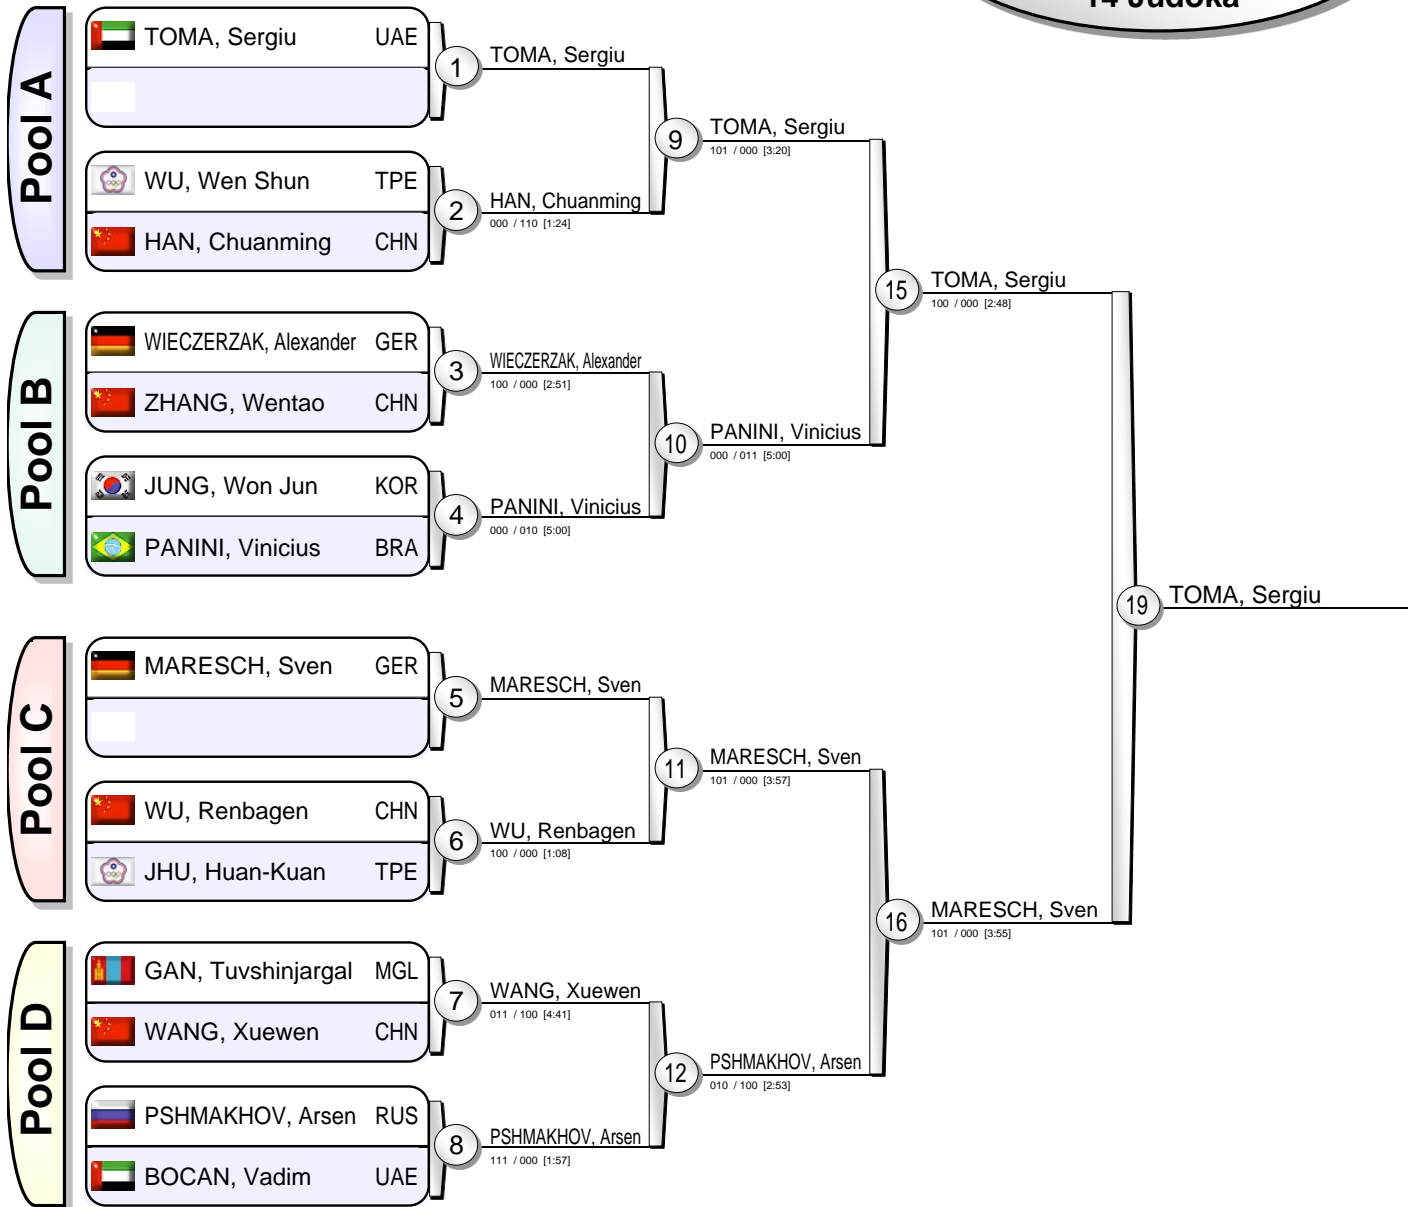 14 Judoka
Pool A
TOMA, Sergiu UAE
1
TOMA, Sergiu
WU, Wen Shun TPE
HAN, Chuanming CHN
2
HAN, Chuanming
000 / 110 [1:24]
9
TOMA, Sergiu
101 / 000 [3:20]
Pool B
WIECZERZAK, Alexander GER
ZHANG, Wentao CHN
3
WIECZERZAK, Alexander
100 / 000 [2:51]
JUNG, Won Jun KOR
PANINI, Vinicius BRA
4
PANINI, Vinicius
000 / 010 [5:00]
10
PANINI, Vinicius
000 / 011 [5:00]
15
TOMA, Sergiu
100 / 000 [2:48]
Pool C
MARESCH, Sven GER
5
MARESCH, Sven
WU, Renbagen CHN
JHU, Huan-Kuan TPE
6
WU, Renbagen
100 / 000 [1:08]
11
MARESCH, Sven
101 / 000 [3:57]
Pool D
GAN, Tuvshinjargal MGL
WANG, Xuewen CHN
7
WANG, Xuewen
011 / 100 [4:41]
PSHMAKHOV, Arsen RUS
BOCAN, Vadim UAE
8
PSHMAKHOV, Arsen
111 / 000 [1:57]
12
PSHMAKHOV, Arsen
010 / 100 [2:53]
16
MARESCH, Sven
101 / 000 [3:55]
19
TOMA, Sergiu